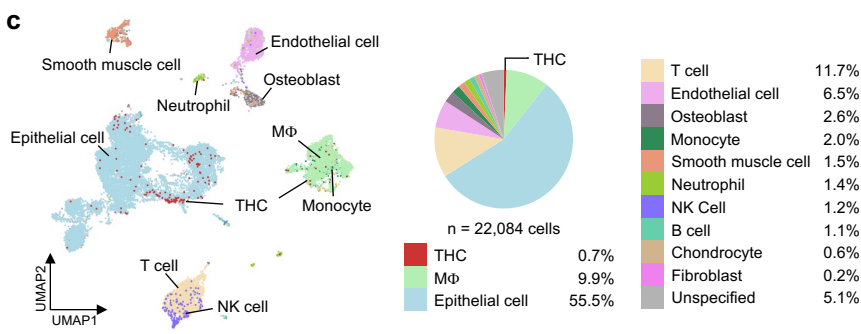 c
Smooth muscle cell
Endothelial cell
Osteoblast
Neutrophil
Epithelial cell
MΦ
THC
Monocyte
T cell
NK cell
UMAP2
UMAP1
THC
n = 22,084 cells
THC 0.7%
MΦ 9.9%
Epithelial cell 55.5%
T cell 11.7%
Endothelial cell 6.5%
Osteoblast 2.6%
Monocyte 2.0%
Smooth muscle cell 1.5%
Neutrophil 1.4%
NK Cell 1.2%
B cell 1.1%
Chondrocyte 0.6%
Fibroblast 0.2%
Unspecified 5.1%